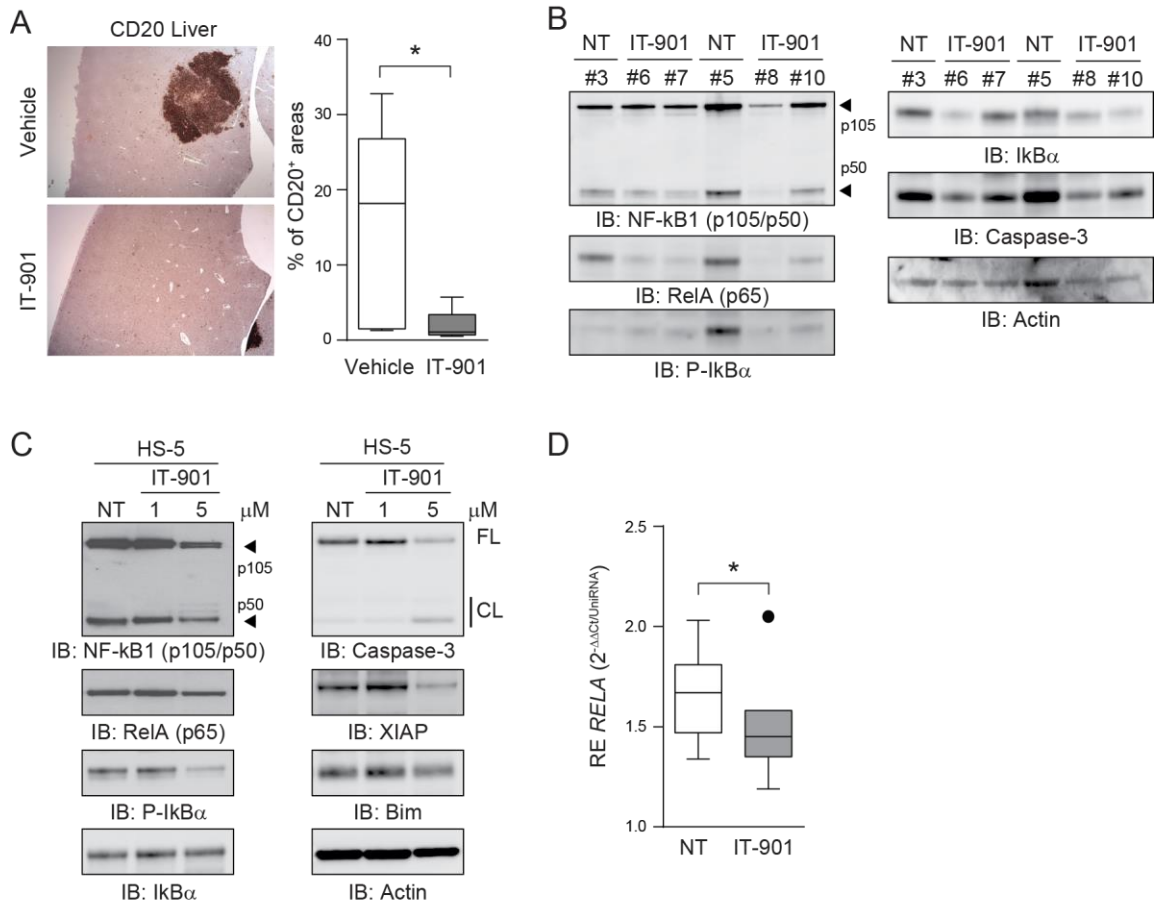 A
CD20 Liver
Vehicle
IT-901
% of CD20⁺ areas
40
30
20
10
0
*
Vehicle IT-901
B
NT IT-901 NT IT-901
#3 #6 #7 #5 #8 #10
p105
p50
IB: NF-kB1 (p105/p50)
IB: RelA (p65)
IB: P-IkBα
NT IT-901 NT IT-901
#3 #6 #7 #5 #8 #10
IB: IkBα
IB: Caspase-3
IB: Actin
C
HS-5
IT-901
NT 1 5 μM
p105
p50
IB: NF-kB1 (p105/p50)
IB: RelA (p65)
IB: P-IkBα
IB: IkBα
HS-5
IT-901
NT 1 5 μM
FL
CL
IB: Caspase-3
IB: XIAP
IB: Bim
IB: Actin
D
RE RELA (2^-ΔΔCt/UniRNA)
2.5
2.0
1.5
1.0
*
NT IT-901